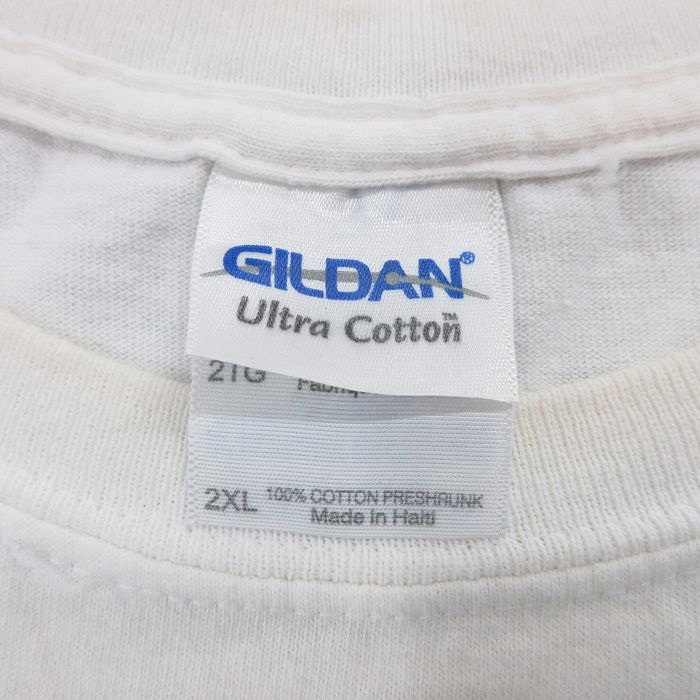 GILDAN®
Ultra Cotton™
2TG
2XL 100% COTTON PRESHRUNK
Made in Haiti